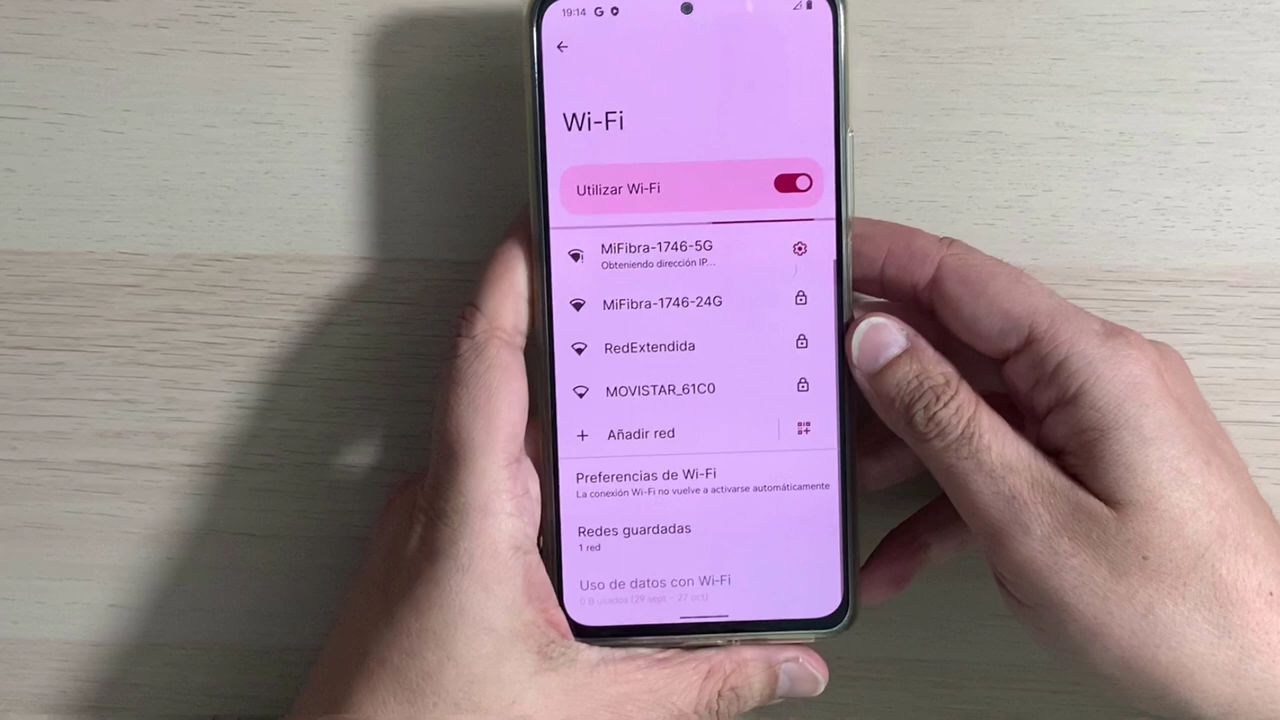 19:14 G
Wi-Fi
Utilizar Wi-Fi
MiFibra-1746-5G
Obteniendo dirección IP...
MiFibra-1746-24G
RedExtendida
MOVISTAR_61C0
Añadir red
Preferencias de Wi-Fi
La conexión Wi-Fi no vuelve a activarse automáticamente
Redes guardadas
1 red
Uso de datos con Wi-Fi
0 B usados (29 sept - 27 oct)